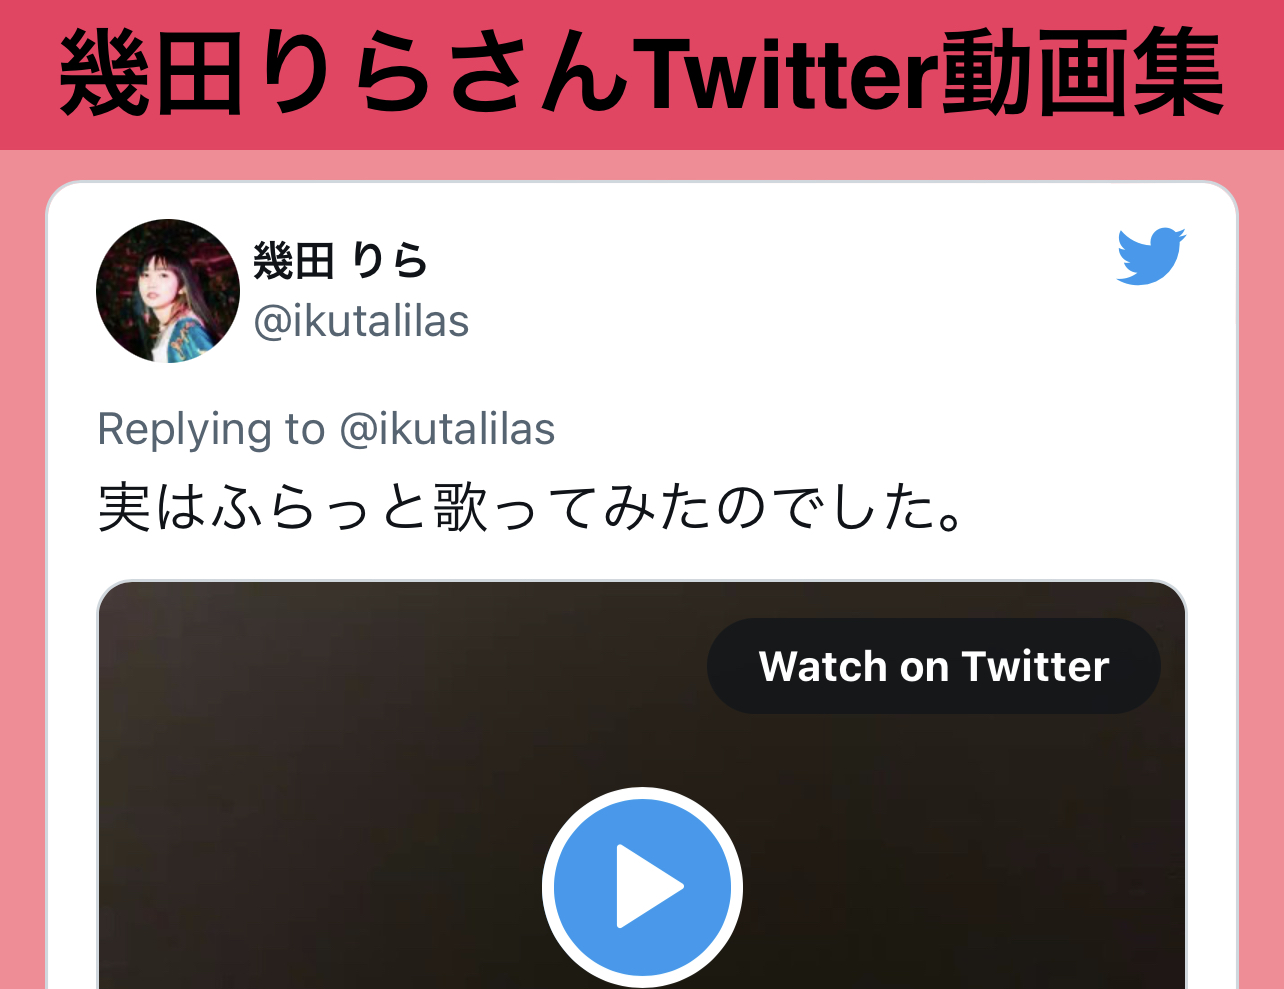 幾田りらさんTwitter動画集
幾田 りら
@ikutalilas
Replying to @ikutalilas
実はふらっと歌ってみたのでした。
Watch on Twitter